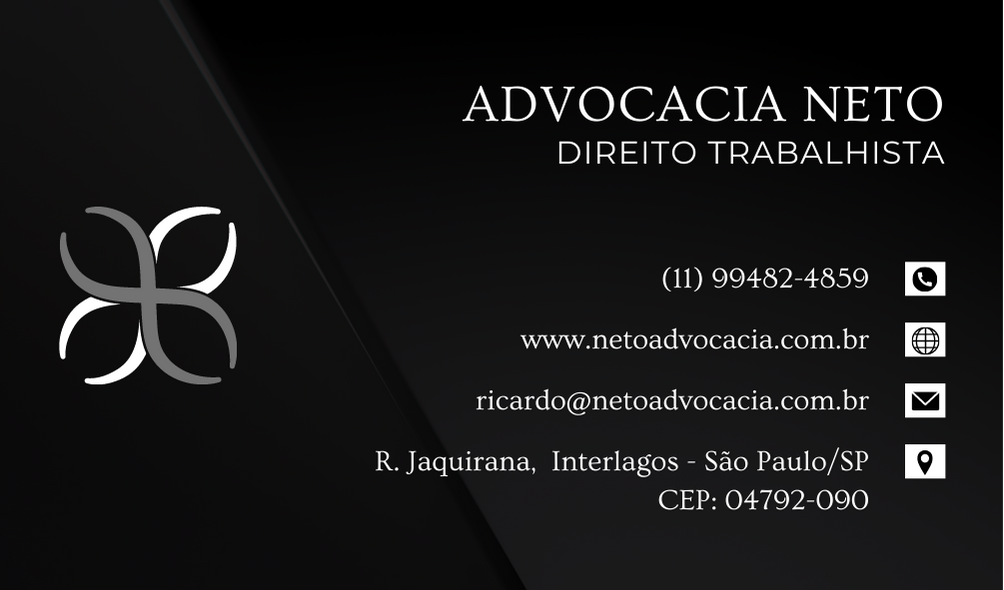 ADVOCACIA NETO
DIREITO TRABALHISTA
(11) 99482-4859
www.netoadvocacia.com.br
ricardo@netoadvocacia.com.br
R. Jaquirana, Interlagos - São Paulo/SP
CEP: 04792-090